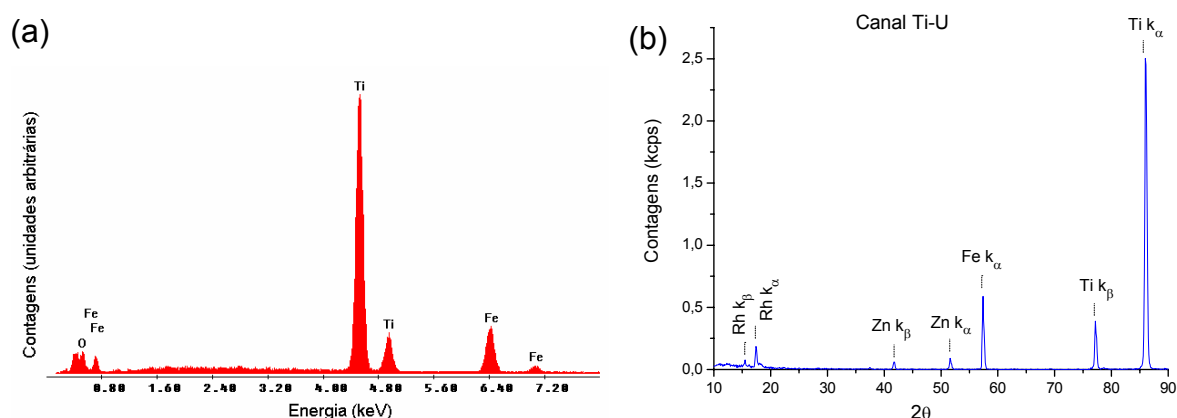 (a)
Contagens (unidades arbitrárias)
Ti
Fe
Fe
O
Ti
Fe
Fe
0.80 1.60 2.40 3.20 4.00 4.80 5.60 6.40 7.20
Energia (keV)
(b)
Canal Ti-U
Contagens (kcps)
2,5
2,0
1,5
1,0
0,5
0,0
Rh kβ
Rh kα
Zn kβ
Zn kα
Fe kα
Ti kβ
Ti kα
10 20 30 40 50 60 70 80 90
2θ